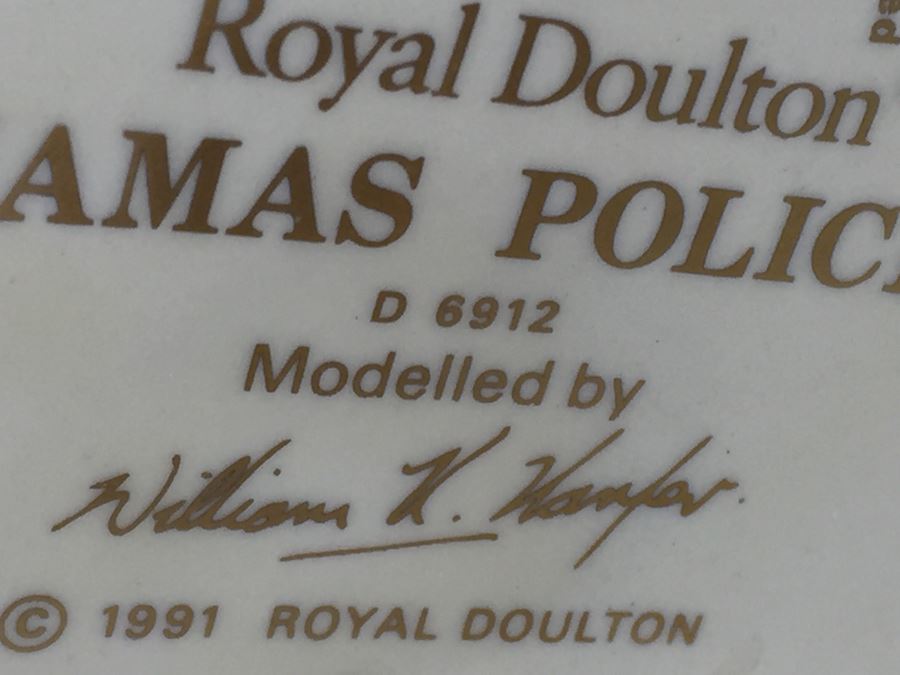 Royal Doulton
AMAS POLIC
D 6912
Modelled by
William K. Harper
© 1991 ROYAL DOULTON